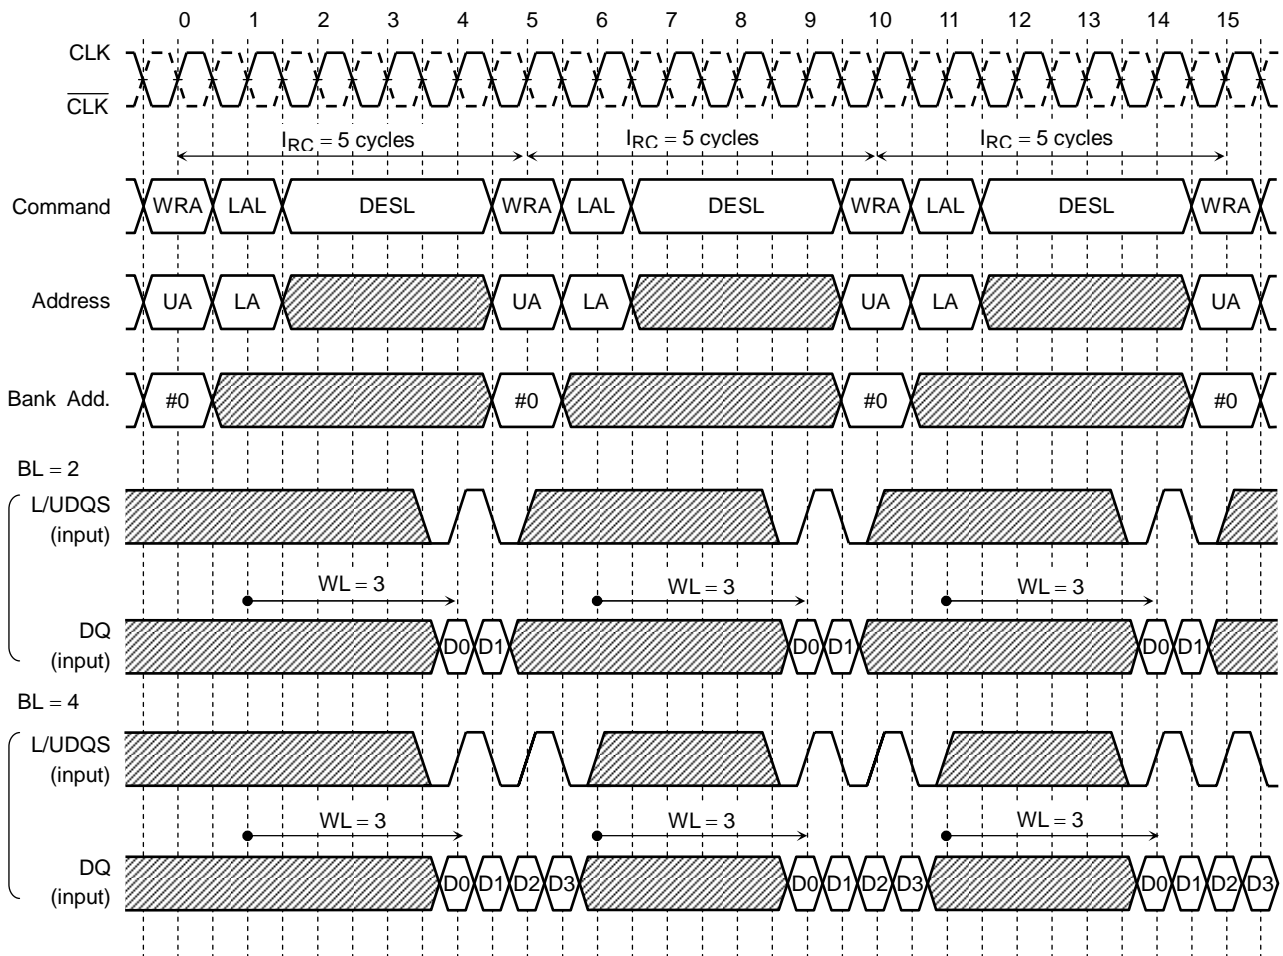 0 1 2 3 4 5 6 7 8 9 10 11 12 13 14 15
CLK
CLK
IRC = 5 cycles IRC = 5 cycles IRC = 5 cycles
Command WRA LAL DESL WRA LAL DESL WRA LAL DESL WRA
Address UA LA UA LA UA LA UA
Bank Add. #0 #0 #0 #0
BL = 2
L/UDQS
(input)
WL = 3 WL = 3 WL = 3
DQ
(input) D0 D1 D0 D1 D0 D1
BL = 4
L/UDQS
(input)
WL = 3 WL = 3 WL = 3
DQ
(input) D0 D1 D2 D3 D0 D1 D2 D3 D0 D1 D2 D3